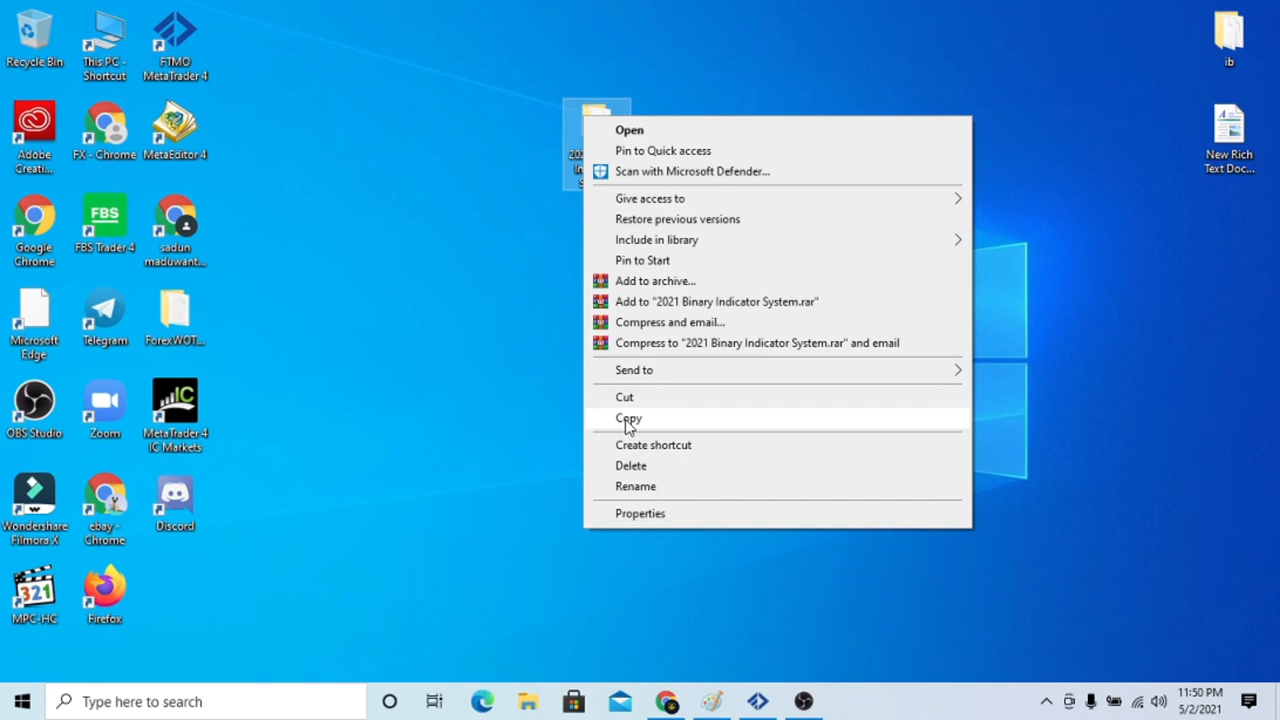 Recycle Bin
This PC -
Shortcut
FTMO
MetaTrader 4
Adobe
Creati...
FX - Chrome
MetaEditor 4
Google
Chrome
FBS
FBS Trader 4
sadun
maduwant...
Microsoft
Edge
Telegram
ForexWOT...
OBS Studio
Zoom
IC
MetaTrader 4
IC Markets
Wondershare
Filmora X
ebay -
Chrome
Discord
321
MPC-HC
Firefox
ib
New Rich
Text Doc...
Open
Pin to Quick access
Scan with Microsoft Defender...
Give access to
Restore previous versions
Include in library
Pin to Start
Add to archive...
Add to "2021 Binary Indicator System.rar"
Compress and email...
Compress to "2021 Binary Indicator System.rar" and email
Send to
Cut
Copy
Create shortcut
Delete
Rename
Properties
Type here to search
11:50 PM
5/2/2021